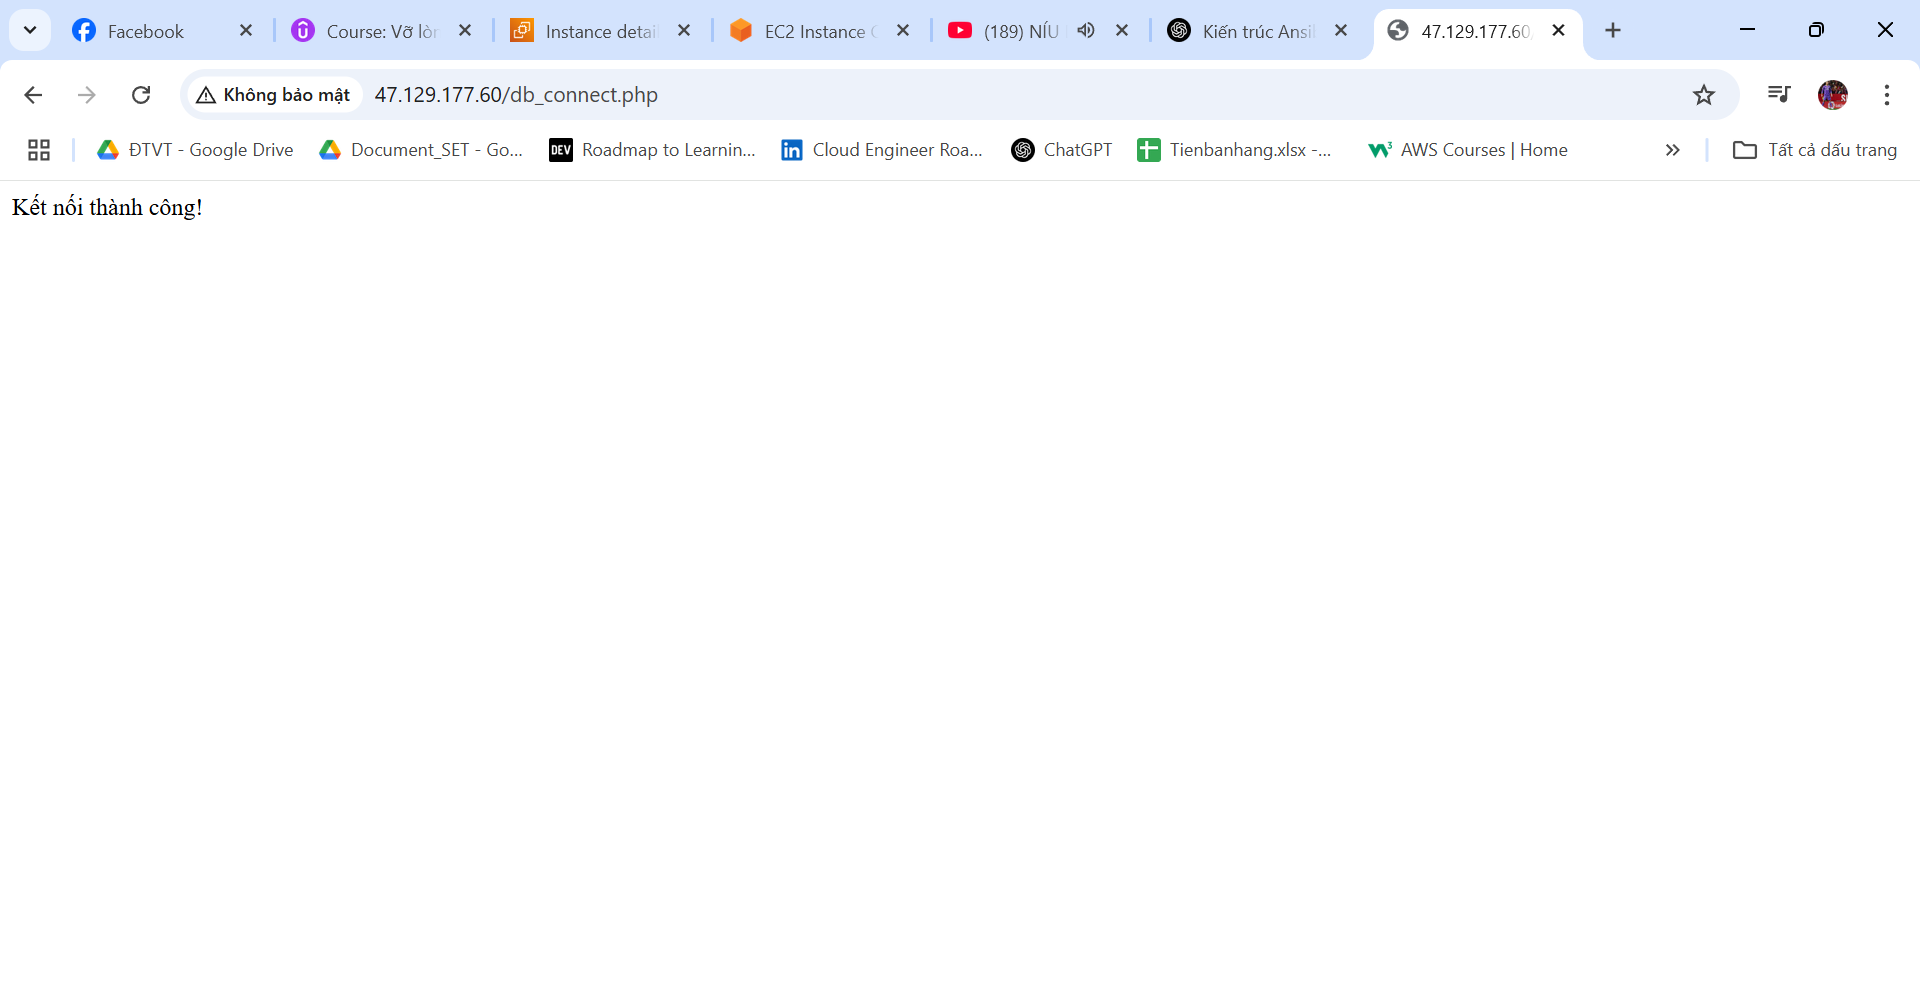 Facebook
Course: Vỡ lòn
Instance detail
EC2 Instance C
(189) NÍU
Kiến trúc Ansi
47.129.177.60
Không bảo mật
47.129.177.60/db_connect.php
ĐTVT - Google Drive
Document_SET - Go...
DEV
Roadmap to Learnin...
in
Cloud Engineer Roa...
ChatGPT
Tienbanhang.xlsx -...
AWS Courses | Home
Tất cả dấu trang
Kết nối thành công!